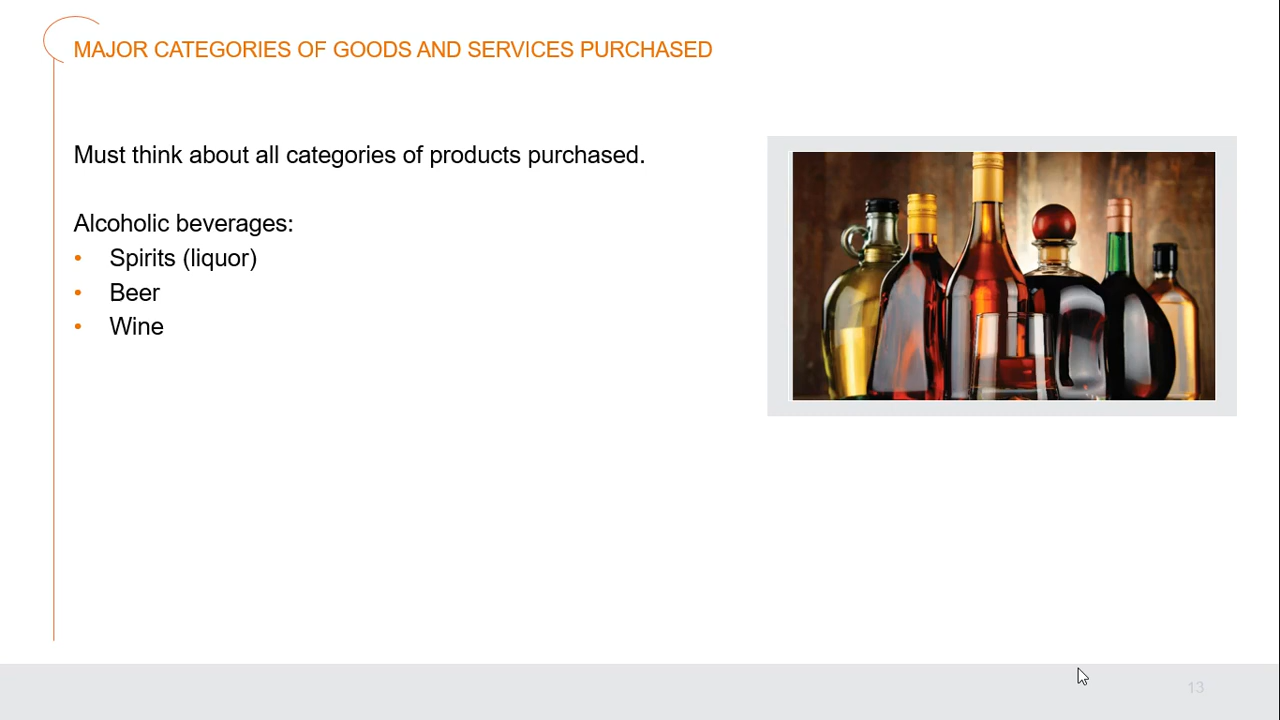 MAJOR CATEGORIES OF GOODS AND SERVICES PURCHASED
Must think about all categories of products purchased.
Alcoholic beverages:
• Spirits (liquor)
• Beer
• Wine
13